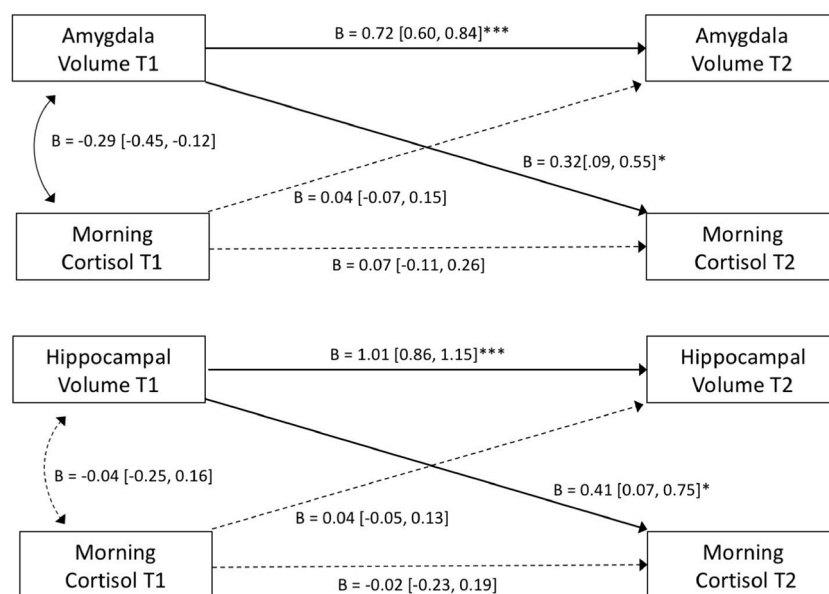 Amygdala
Volume T1
B = 0.72 [0.60, 0.84]***
Amygdala
Volume T2
B = -0.29 [-0.45, -0.12]
B = 0.32[.09, 0.55]*
B = 0.04 [-0.07, 0.15]
Morning
Cortisol T1
B = 0.07 [-0.11, 0.26]
Morning
Cortisol T2
Hippocampal
Volume T1
B = 1.01 [0.86, 1.15]***
Hippocampal
Volume T2
B = -0.04 [-0.25, 0.16]
B = 0.41 [0.07, 0.75]*
B = 0.04 [-0.05, 0.13]
Morning
Cortisol T1
B = -0.02 [-0.23, 0.19]
Morning
Cortisol T2